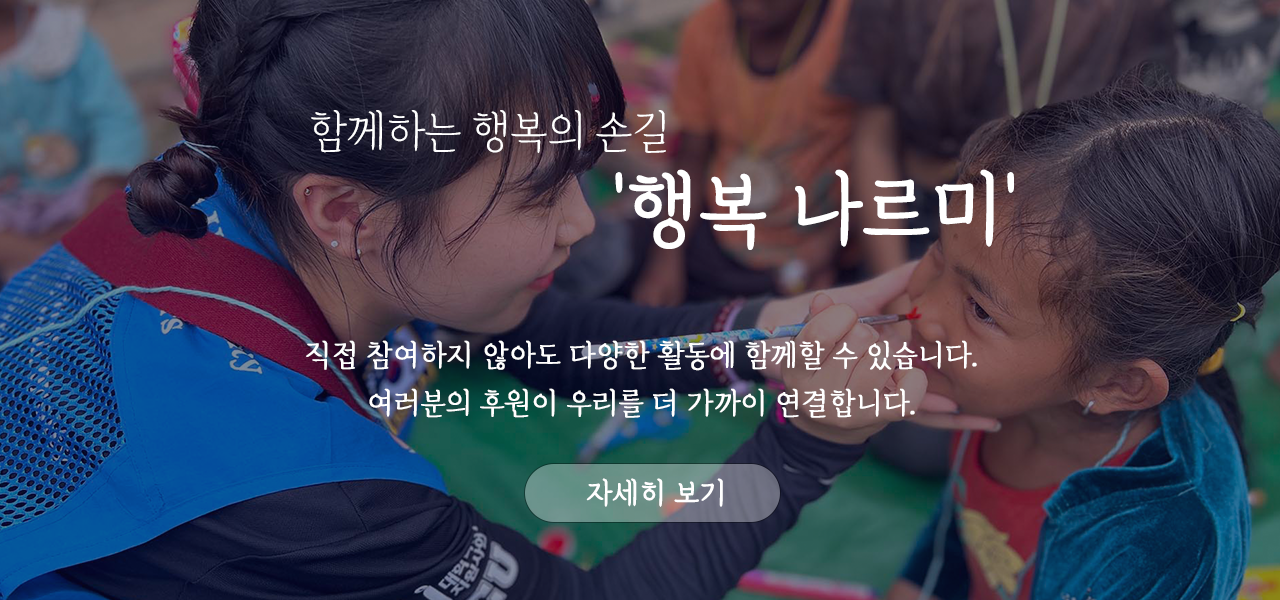 함께하는 행복의 손길
'행복 나르미'
직접 참여하지 않아도 다양한 활동에 함께할 수 있습니다.
여러분의 후원이 우리를 더 가까이 연결합니다.
자세히 보기